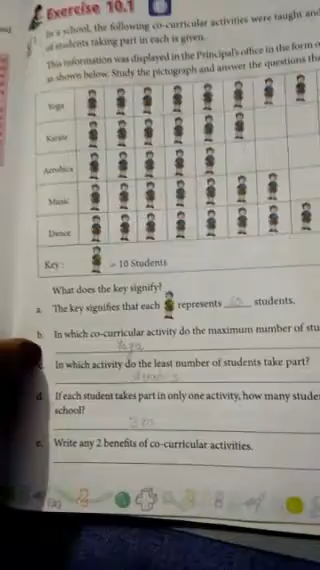 Exercise 10.1
In a school, the following co-curricular activities were taught and
of students taking part in each is given.
This information was displayed in the Principal's office in the form
as shown below. Study the pictograph and answer the questions
Yoga
Karate
Aerobics
Music
Dance
Key :
= 10 Students
What does the key signify?
a. The key signifies that each represents 10 students.
b. In which co-curricular activity do the maximum number of stu
Yoga
c. In which activity do the least number of students take part?
d. If each student takes part in only one activity, how many stude
school?
e. Write any 2 benefits of co-curricular activities.